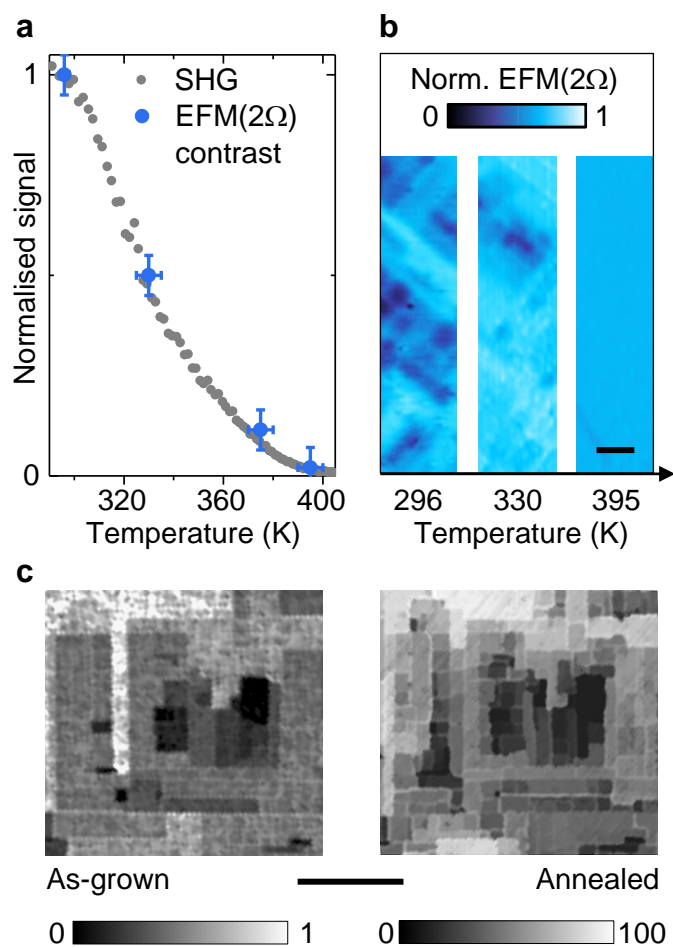 a
1
SHG
EFM(2Ω)
contrast
Normalised signal
0
320 360 400
Temperature (K)
b
Norm. EFM(2Ω)
0 1
296 330 395
Temperature (K)
c
As-grown Annealed
0 1 0 100